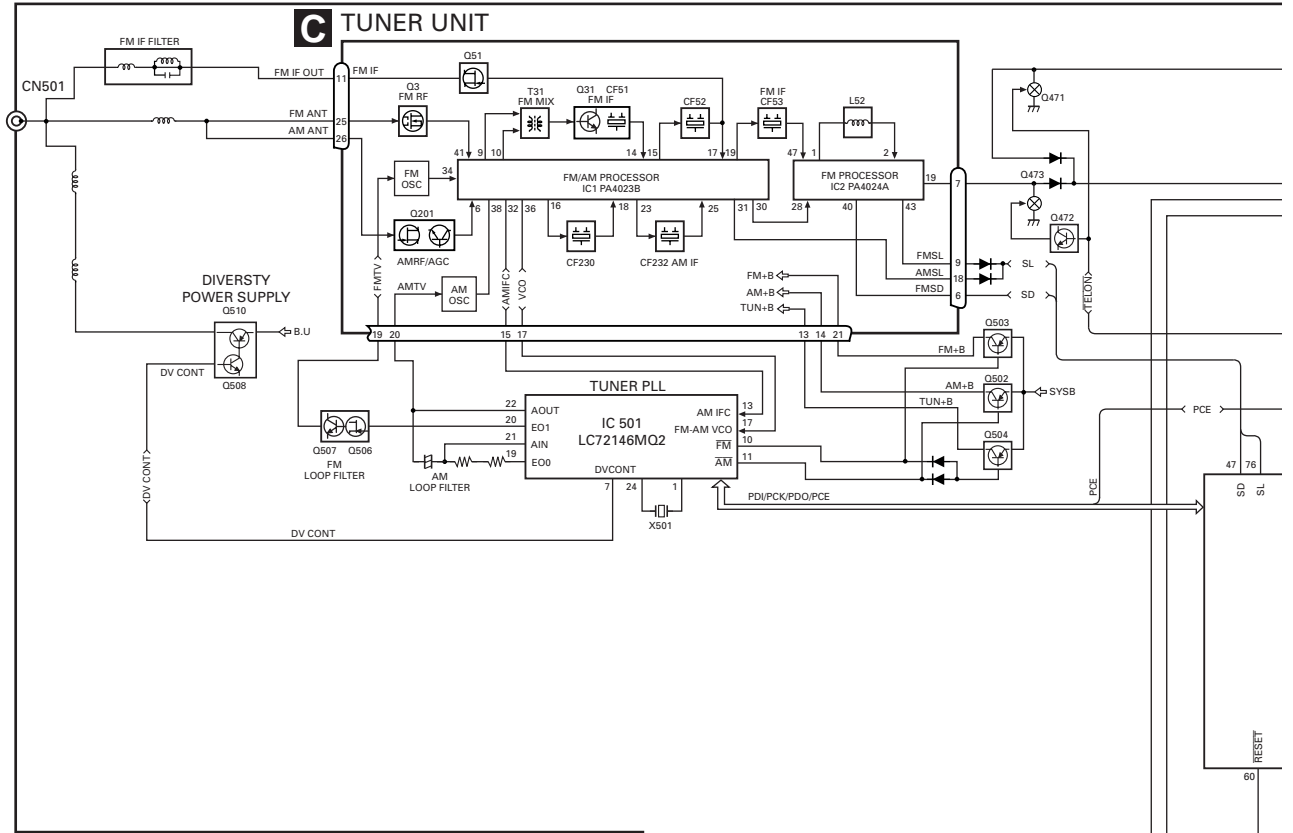 C TUNER UNIT
FM IF FILTER
CN501
FM IF OUT
11
FM IF
Q51
FM ANT
25
AM ANT
26
Q3
FM RF
T31
FM MIX
Q31
FM IF
CF51
CF52
FM IF
CF53
L52
41 9 10 14 15 17 19 47 1 2
FM
OSC
34
FM/AM PROCESSOR
IC1 PA4023B
FM PROCESSOR
IC2 PA4024A
19
7
6 38 32 36 16 18 23 25 31 30 28 40 43
Q201
AMRF/AGC
CF230
CF232 AM IF
FMTV
AMTV
AM
OSC
AMIFC
VCO
FM+B
AM+B
TUN+B
FMSL
9
AMSL
18
FMSD
6
SL
SD
Q471
Q473
Q472
TELON
19 20 15 17 13 14 21
DIVERSTY
POWER SUPPLY
Q510
B.U
DV CONT
Q508
Q503
FM+B
Q502
AM+B
SYSB
TUN+B
Q504
TUNER PLL
IC 501
LC72146MQ2
22
AOUT
20
EO1
21
AIN
19
EO0
AM IFC
13
FM-AM VCO
17
FM
10
AM
11
DVCONT
7 24 1
X501
Q507 Q506
FM
LOOP FILTER
AM
LOOP FILTER
DV CONT
DV CONT
PDI/PCK/PDO/PCE
PCE
PCE
47 76
SD
SL
RESET
60